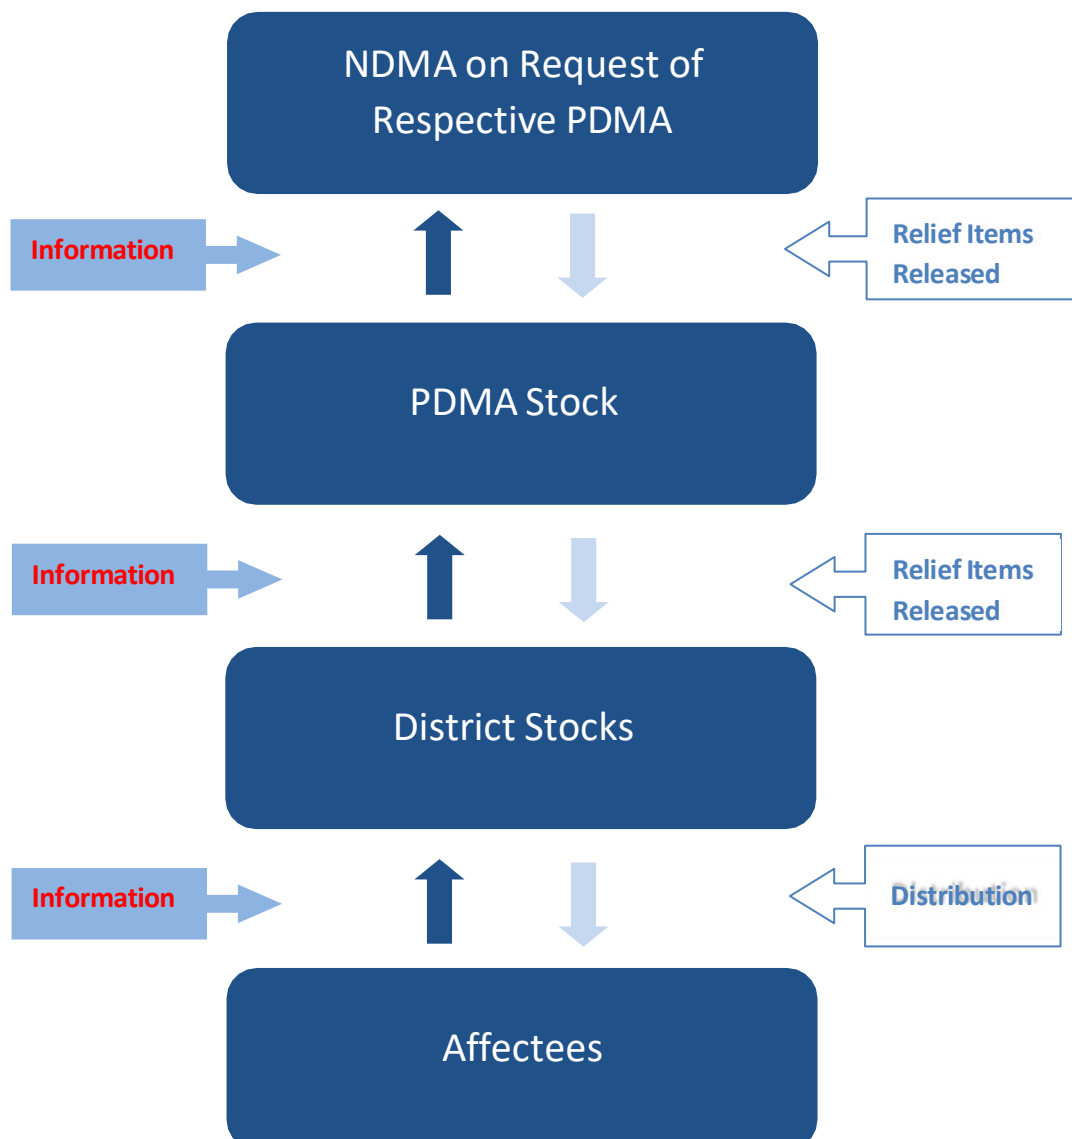 NDMA on Request of
Respective PDMA
Information
Relief Items
Released
PDMA Stock
Information
Relief Items
Released
District Stocks
Information
Distribution
Affectees